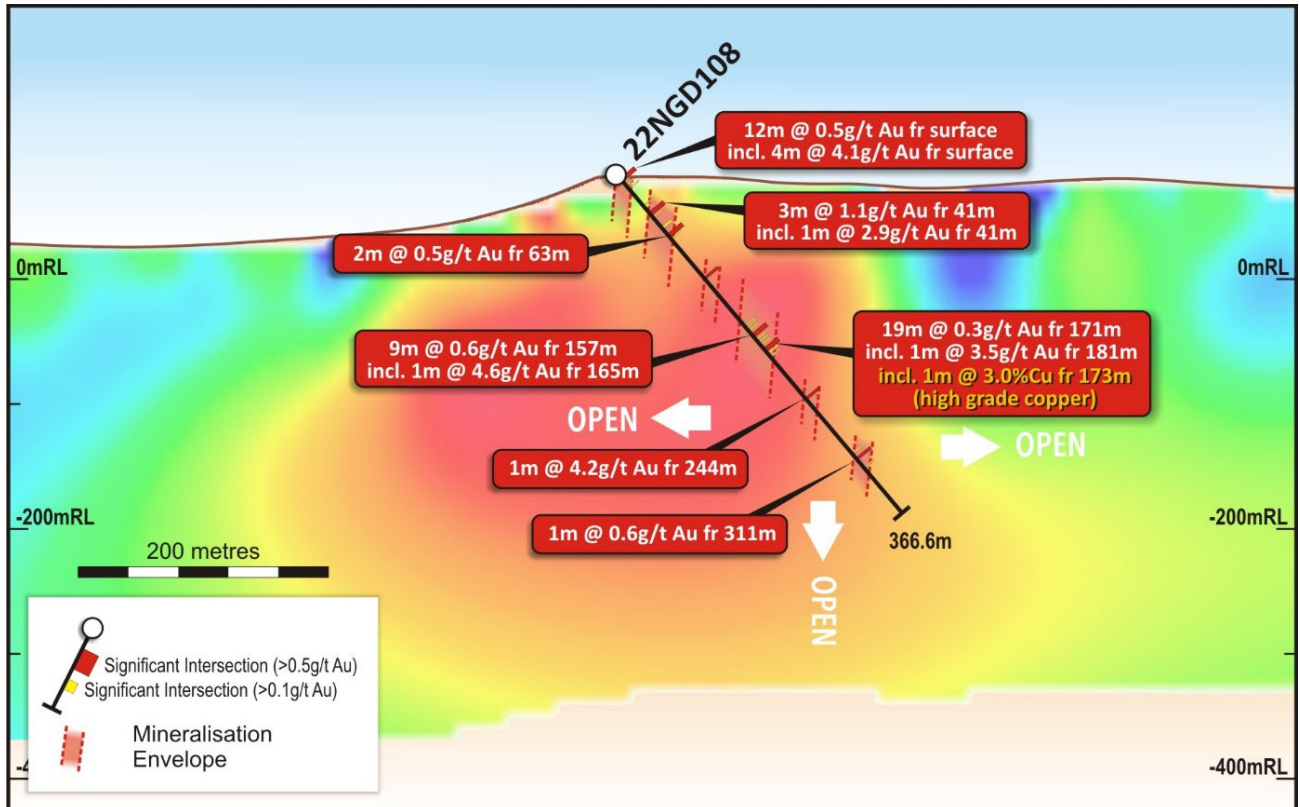 22NGD108
12m @ 0.5g/t Au fr surface
incl. 4m @ 4.1g/t Au fr surface
3m @ 1.1g/t Au fr 41m
incl. 1m @ 2.9g/t Au fr 41m
2m @ 0.5g/t Au fr 63m
0mRL
0mRL
9m @ 0.6g/t Au fr 157m
incl. 1m @ 4.6g/t Au fr 165m
19m @ 0.3g/t Au fr 171m
incl. 1m @ 3.5g/t Au fr 181m
incl. 1m @ 3.0%Cu fr 173m
(high grade copper)
OPEN
OPEN
1m @ 4.2g/t Au fr 244m
1m @ 0.6g/t Au fr 311m
-200mRL
-200mRL
366.6m
200 metres
OPEN
Significant Intersection (>0.5g/t Au)
Significant Intersection (>0.1g/t Au)
Mineralisation
Envelope
-400mRL